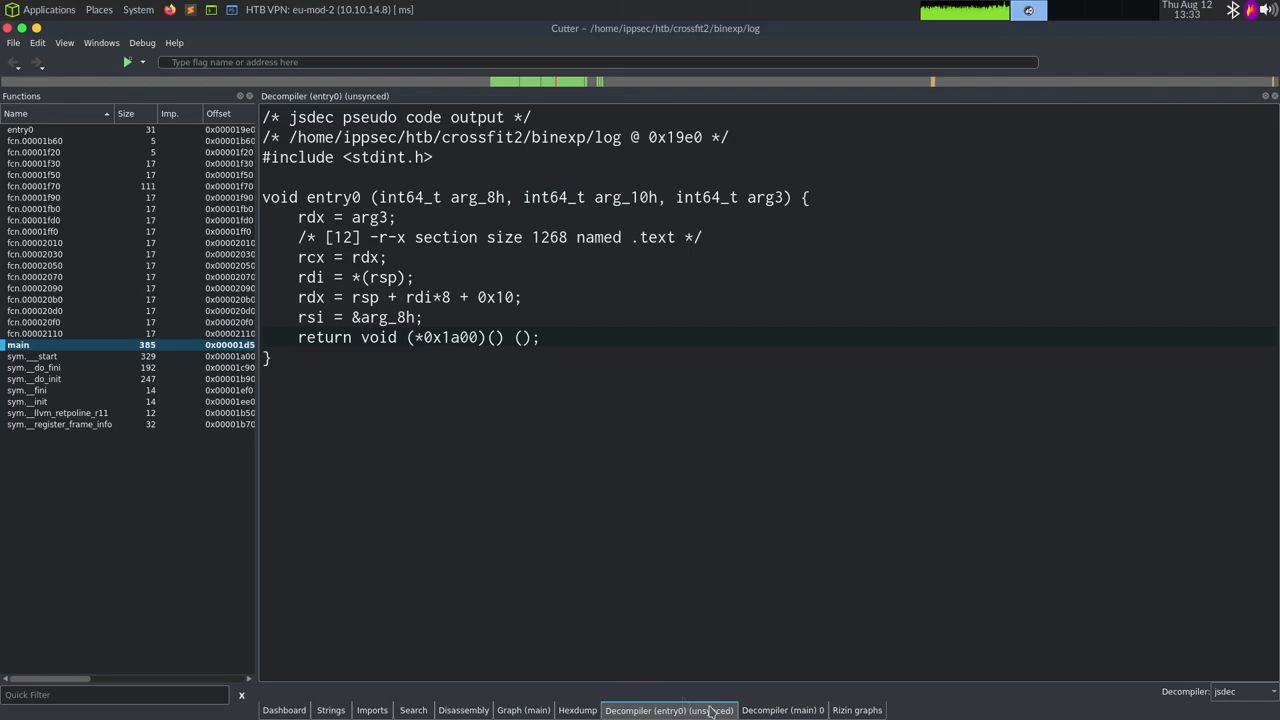 Applications Places System HTB VPN: eu-mod-2 (10.10.14.8) [ ms] Thu Aug 12
13:33
Cutter – /home/ippsec/htb/crossfit2/binexp/log
File Edit View Windows Debug Help
Type flag name or address here
Functions
Decompiler (entry0) (unsynced)
Name Size Imp. Offset
entry0 31 0x000019e0
fcn.00001b60 5 0x00001b60
fcn.00001f20 5 0x00001f20
fcn.00001f30 17 0x00001f30
fcn.00001f50 17 0x00001f50
fcn.00001f70 111 0x00001f70
fcn.00001f90 17 0x00001f90
fcn.00001fb0 17 0x00001fb0
fcn.00001fd0 17 0x00001fd0
fcn.00001ff0 17 0x00001ff0
fcn.00002010 17 0x00002010
fcn.00002030 17 0x00002030
fcn.00002050 17 0x00002050
fcn.00002070 17 0x00002070
fcn.00002090 17 0x00002090
fcn.000020b0 17 0x000020b0
fcn.000020d0 17 0x000020d0
fcn.000020f0 17 0x000020f0
fcn.00002110 17 0x00002110
main 385 0x00001d5
sym.___start 329 0x00001a00
sym.__do_fini 192 0x00001c90
sym.__do_init 247 0x00001b90
sym.__fini 14 0x00001ef0
sym.__init 14 0x00001ee0
sym.__llvm_retpoline_r11 12 0x00001b50
sym.__register_frame_info 32 0x00001b70
/* jsdec pseudo code output */
/* /home/ippsec/htb/crossfit2/binexp/log @ 0x19e0 */
#include <stdint.h>
void entry0 (int64_t arg_8h, int64_t arg_10h, int64_t arg3) {
rdx = arg3;
/* [12] -r-x section size 1268 named .text */
rcx = rdx;
rdi = *(rsp);
rdx = rsp + rdi*8 + 0x10;
rsi = &arg_8h;
return void (*0x1a00)() ();
}
Quick Filter X
Decompiler: jsdec
Dashboard Strings Imports Search Disassembly Graph (main) Hexdump Decompiler (entry0) (unsynced) Decompiler (main) 0 Rizin graphs